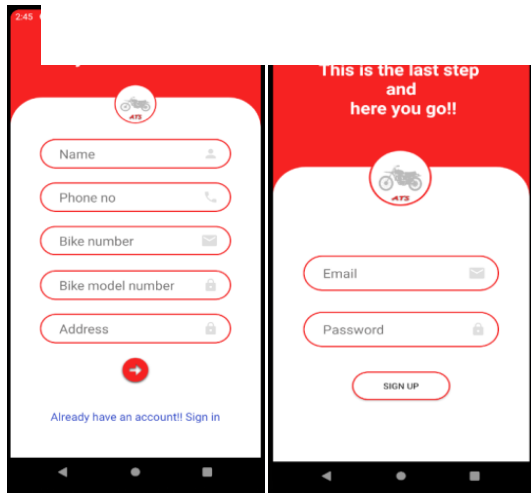 2:45
Name
Phone no
Bike number
Bike model number
Address
Already have an account!! Sign in
This is the last step
and
here you go!!
ATS
Email
Password
SIGN UP